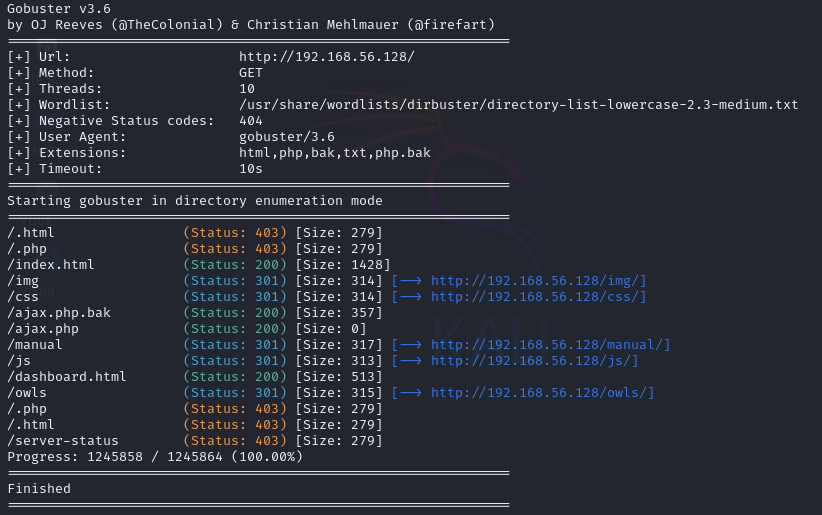 Gobuster v3.6
by OJ Reeves (@TheColonial) & Christian Mehlmauer (@firefart)
===============================================================
[+] Url:                     http://192.168.56.128/
[+] Method:                  GET
[+] Threads:                 10
[+] Wordlist:                /usr/share/wordlists/dirbuster/directory-list-lowercase-2.3-medium.txt
[+] Negative Status codes:   404
[+] User Agent:              gobuster/3.6
[+] Extensions:              html,php,bak,txt,php.bak
[+] Timeout:                 10s
===============================================================
Starting gobuster in directory enumeration mode
===============================================================
/.html                (Status: 403) [Size: 279]
/.php                 (Status: 403) [Size: 279]
/index.html           (Status: 200) [Size: 1428]
/img                  (Status: 301) [Size: 314] [--> http://192.168.56.128/img/]
/css                  (Status: 301) [Size: 314] [--> http://192.168.56.128/css/]
/ajax.php.bak         (Status: 200) [Size: 357]
/ajax.php             (Status: 200) [Size: 0]
/manual               (Status: 301) [Size: 317] [--> http://192.168.56.128/manual/]
/js                   (Status: 301) [Size: 313] [--> http://192.168.56.128/js/]
/dashboard.html       (Status: 200) [Size: 513]
/owls                 (Status: 301) [Size: 315] [--> http://192.168.56.128/owls/]
/.php                 (Status: 403) [Size: 279]
/.html                (Status: 403) [Size: 279]
/server-status        (Status: 403) [Size: 279]
Progress: 1245858 / 1245864 (100.00%)
===============================================================
Finished
===============================================================